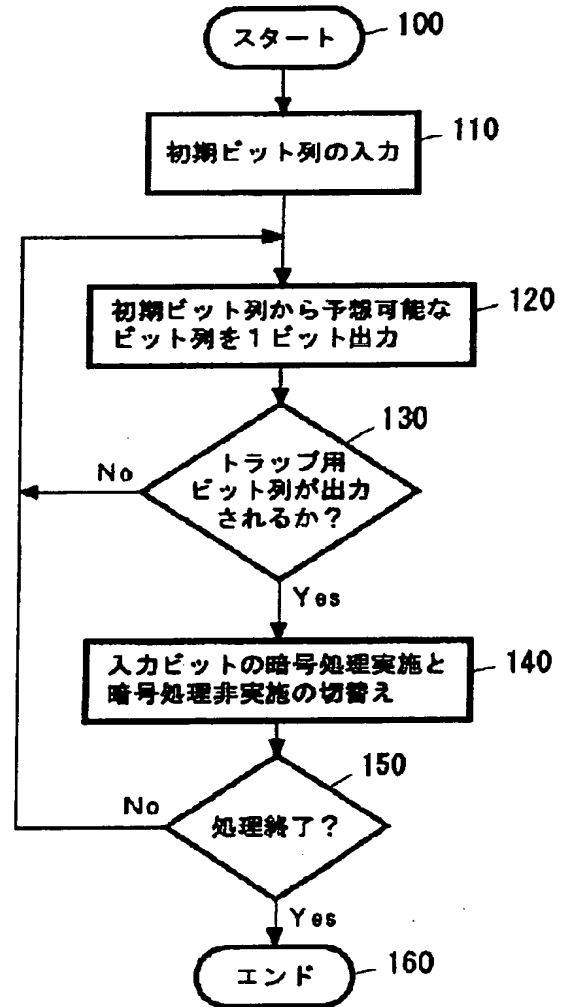 スタート
100
初期ビット列の入力
110
初期ビット列から予想可能な
ビット列を1ビット出力
120
130
トラップ用
ビット列が出力
されるか？
No
Yes
入力ビットの暗号処理実施と
暗号処理非実施の切替え
140
150
処理終了？
No
Yes
エンド
160